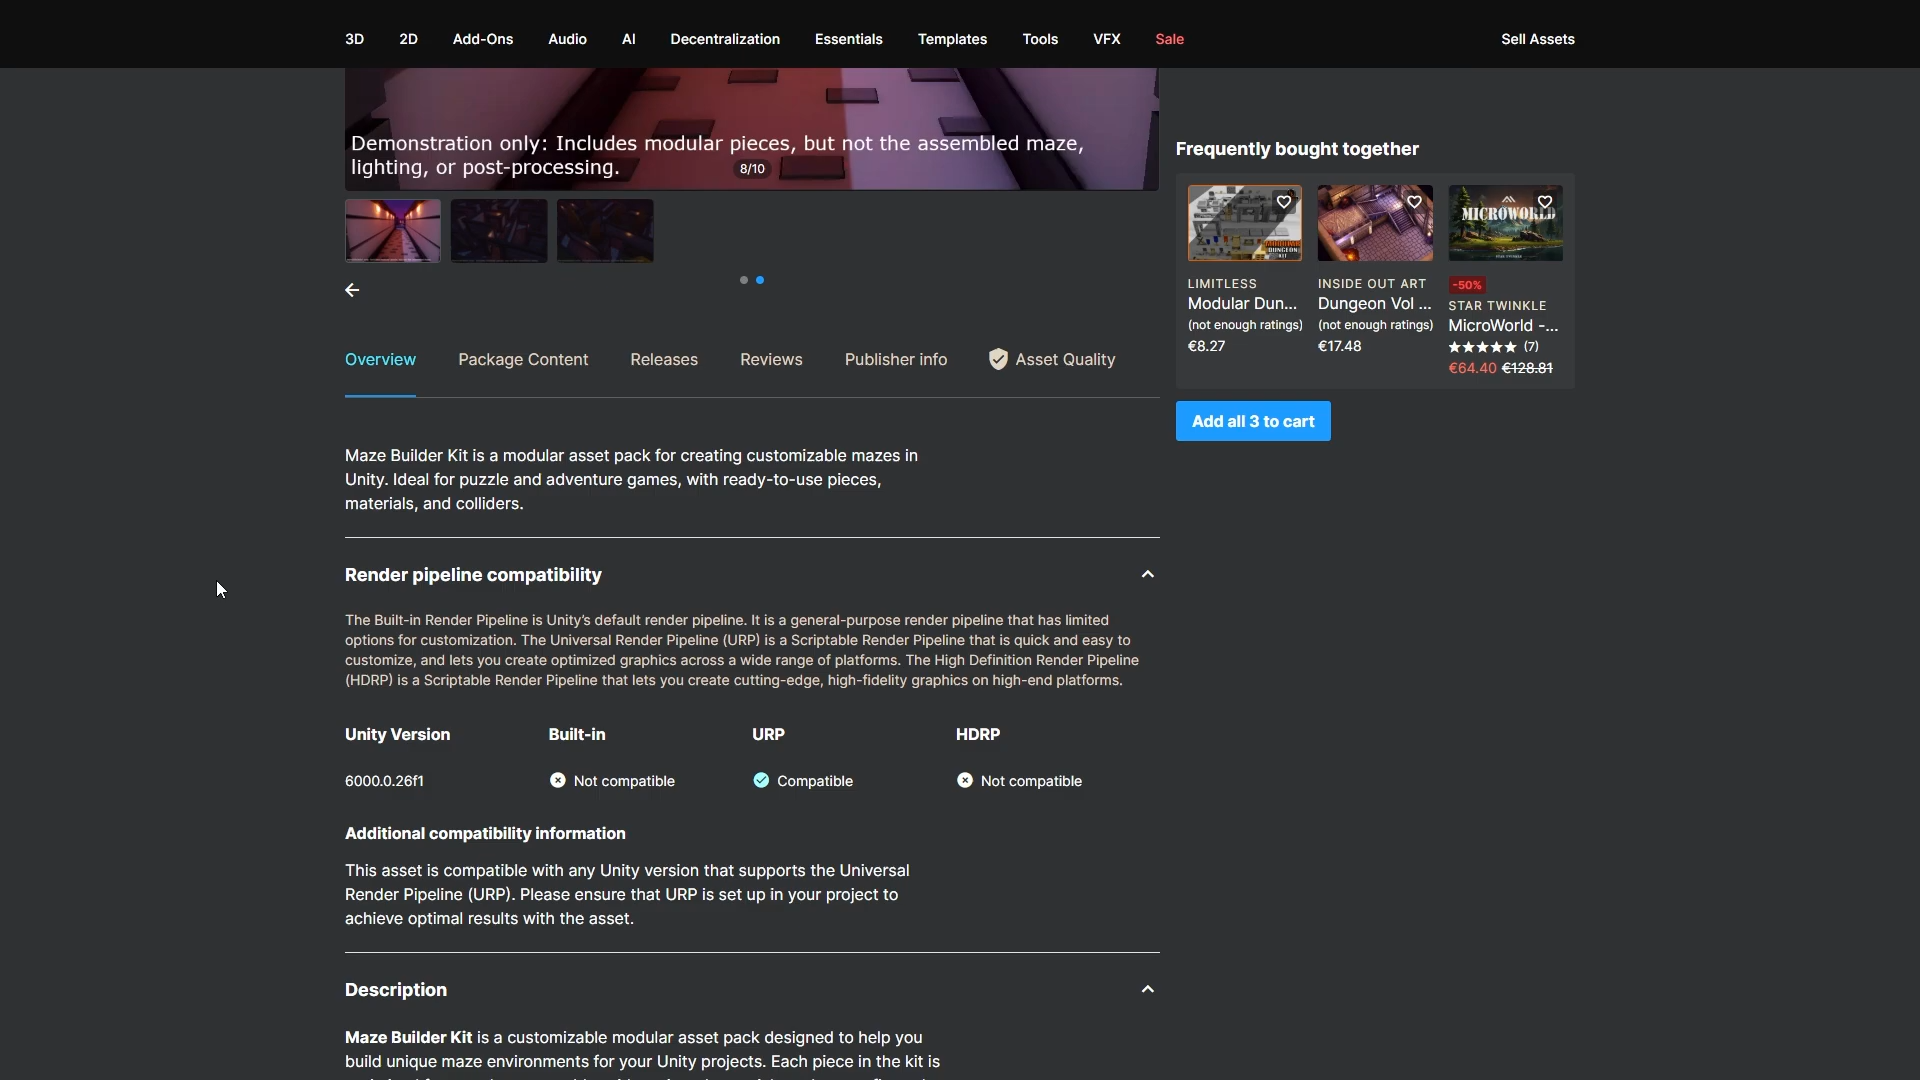 3D 2D Add-Ons Audio AI Decentralization Essentials Templates Tools VFX Sale Sell Assets
Demonstration only: Includes modular pieces, but not the assembled maze,
lighting, or post-processing.
8/10
Frequently bought together
MODULAR
DUNGEON
KIT
MICROWORLD
LIMITLESS
Modular Dun...
(not enough ratings)
€8.27
INSIDE OUT ART
Dungeon Vol ...
(not enough ratings)
€17.48
-50%
STAR TWINKLE
MicroWorld -...
(7)
€64.40 €128.81
Add all 3 to cart
Overview Package Content Releases Reviews Publisher info Asset Quality
Maze Builder Kit is a modular asset pack for creating customizable mazes in
Unity. Ideal for puzzle and adventure games, with ready-to-use pieces,
materials, and colliders.
Render pipeline compatibility
The Built-in Render Pipeline is Unity's default render pipeline. It is a general-purpose render pipeline that has limited
options for customization. The Universal Render Pipeline (URP) is a Scriptable Render Pipeline that is quick and easy to
customize, and lets you create optimized graphics across a wide range of platforms. The High Definition Render Pipeline
(HDRP) is a Scriptable Render Pipeline that lets you create cutting-edge, high-fidelity graphics on high-end platforms.
Unity Version Built-in URP HDRP
6000.0.26f1 Not compatible Compatible Not compatible
Additional compatibility information
This asset is compatible with any Unity version that supports the Universal
Render Pipeline (URP). Please ensure that URP is set up in your project to
achieve optimal results with the asset.
Description
Maze Builder Kit is a customizable modular asset pack designed to help you
build unique maze environments for your Unity projects. Each piece in the kit is